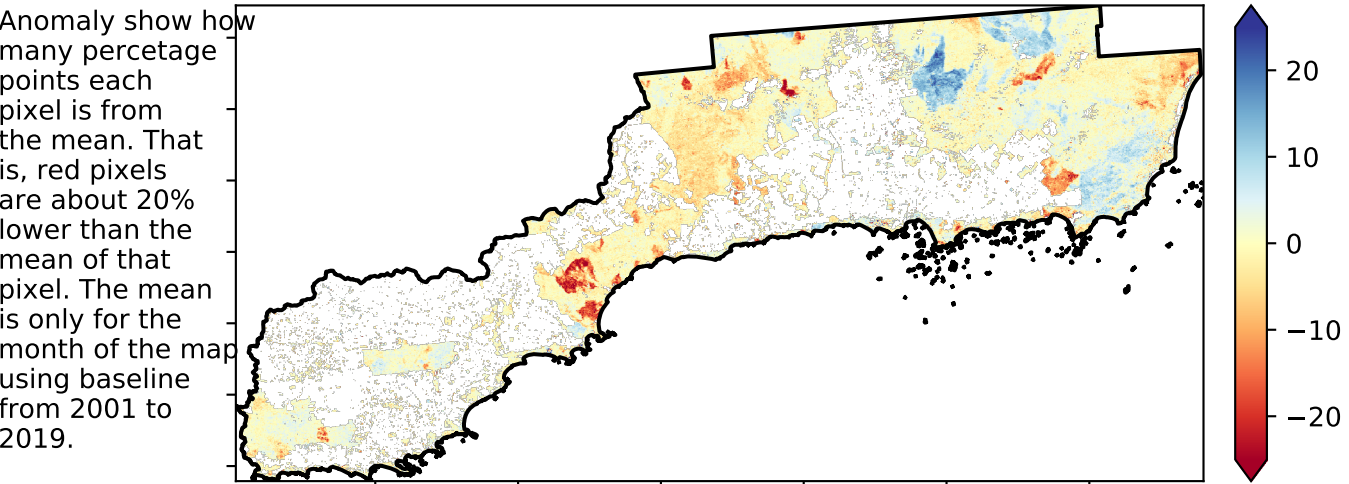 Anomaly show how
many percetage
points each
pixel is from
the mean. That
is, red pixels
are about 20%
lower than the
mean of that
pixel. The mean
is only for the
month of the map
using baseline
from 2001 to
2019.
20
10
0
−10
−20